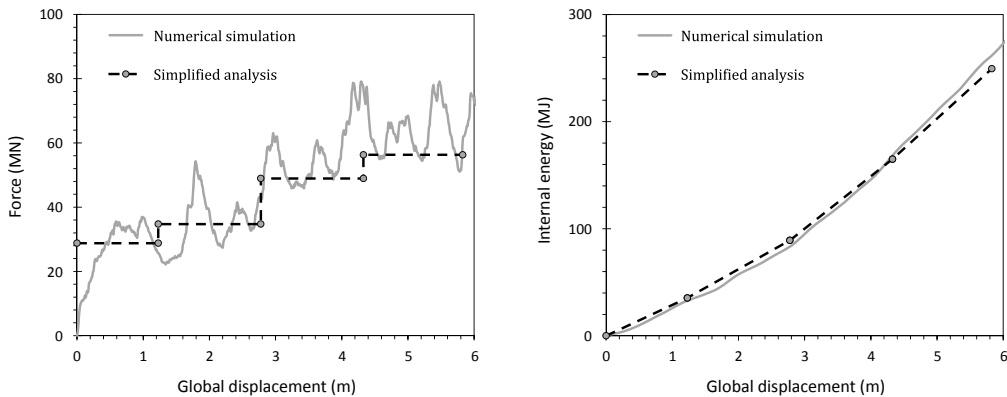 100
80
60
40
20
0
Force (MN)
Numerical simulation
Simplified analysis
0 1 2 3 4 5 6
Global displacement (m)
300
200
100
0
Internal energy (MJ)
Numerical simulation
Simplified analysis
0 1 2 3 4 5 6
Global displacement (m)